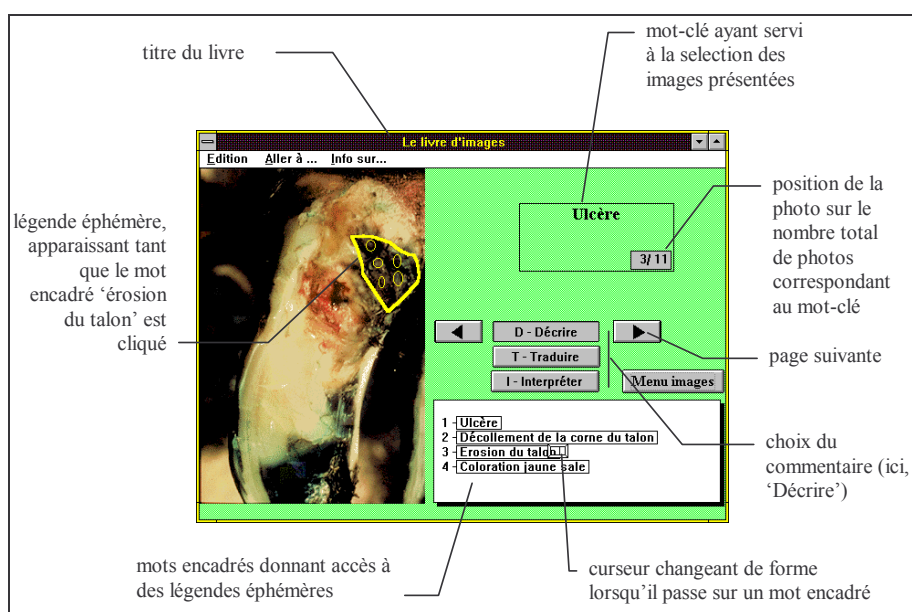 titre du livre
mot-clé ayant servi
à la selection des
images présentées
Le livre d'images
Edition Aller à ... Info sur...
légende éphémère,
apparaissant tant
que le mot
encadré ‘érosion
du talon’ est
cliqué
Ulcère
3/ 11
position de la
photo sur le
nombre total
de photos
correspondant
au mot-clé
D - Décrire
T - Traduire
I - Interpréter
Menu images
page suivante
1 - Ulcère
2 - Décollement de la corne du talon
3 - Erosion du talon
4 - Coloration jaune sale
choix du
commentaire (ici,
‘Décrire’)
mots encadrés donnant accès à
des légendes éphémères
curseur changeant de forme
lorsqu'il passe sur un mot encadré